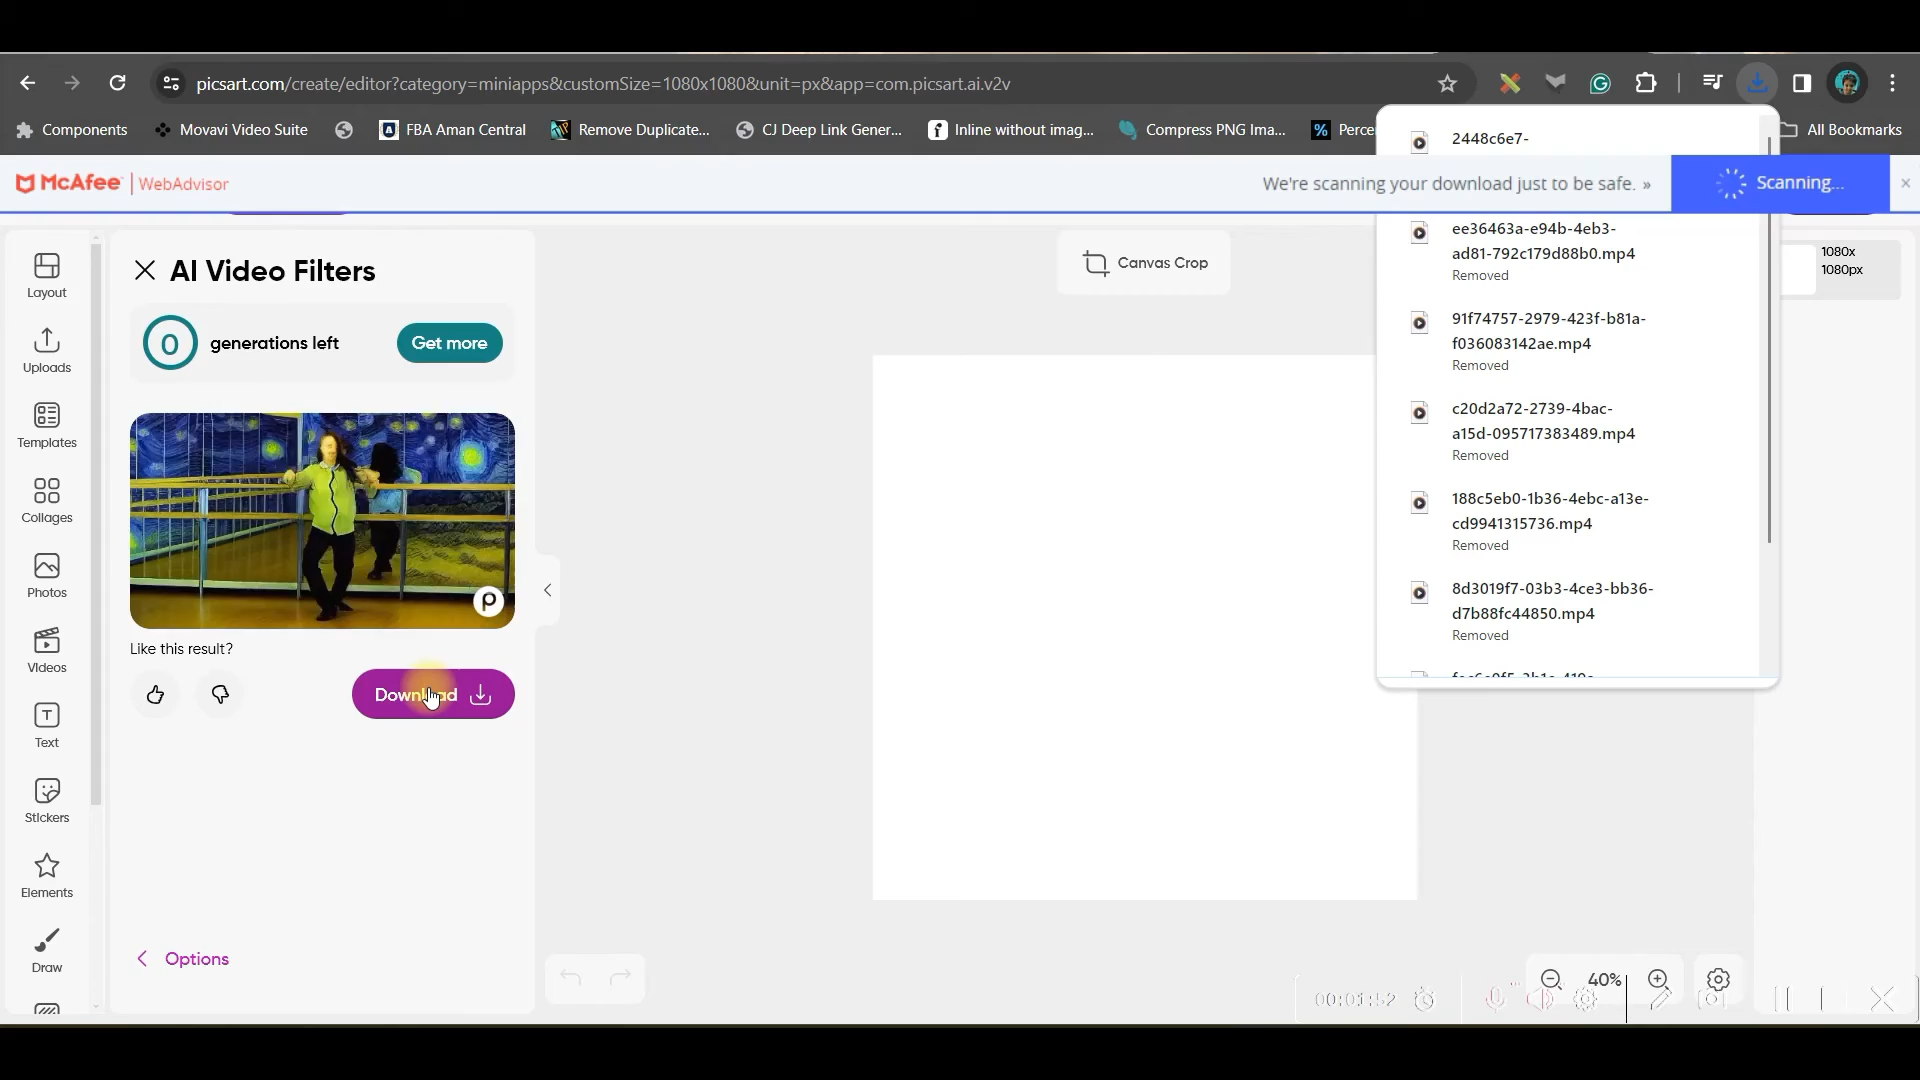 picsart.com/create/editor?category=miniapps&customSize=1080x1080&unit=px&app=com.picsart.ai.v2v
Components
Movavi Video Suite
FBA Aman Central
Remove Duplicate...
CJ Deep Link Gener...
Inline without imag...
Compress PNG Ima...
%
Perce
All Bookmarks
McAfee | WebAdvisor
We're scanning your download just to be safe. »
Scanning...
2448c6e7-
ee36463a-e94b-4eb3-
ad81-792c179d88b0.mp4
Removed
91f74757-2979-423f-b81a-
f036083142ae.mp4
Removed
c20d2a72-2739-4bac-
a15d-095717383489.mp4
Removed
188c5eb0-1b36-4ebc-a13e-
cd9941315736.mp4
Removed
8d3019f7-03b3-4ce3-bb36-
d7b88fc44850.mp4
Removed
Layout
Uploads
Templates
Collages
Photos
Videos
Text
Stickers
Elements
Draw
AI Video Filters
0
generations left
Get more
Like this result?
Download
Options
Canvas Crop
1080x
1080px
40%
00:01:52